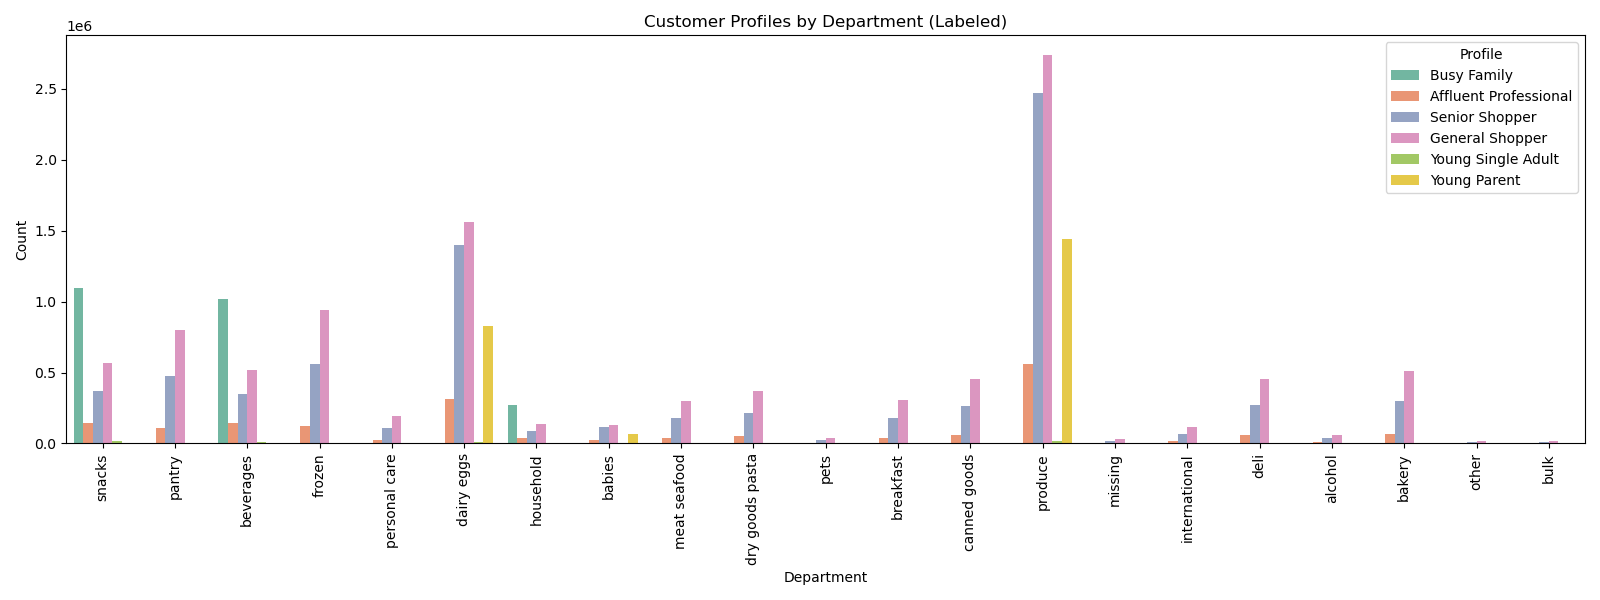 Customer Profiles by Department (Labeled)
1e6
Profile
Busy Family
Affluent Professional
Senior Shopper
General Shopper
Young Single Adult
Young Parent
2.5
2.0
1.5
1.0
0.5
0.0
Count
snacks
pantry
beverages
frozen
personal care
dairy eggs
household
babies
meat seafood
dry goods pasta
pets
breakfast
canned goods
produce
missing
international
deli
alcohol
bakery
other
bulk
Department